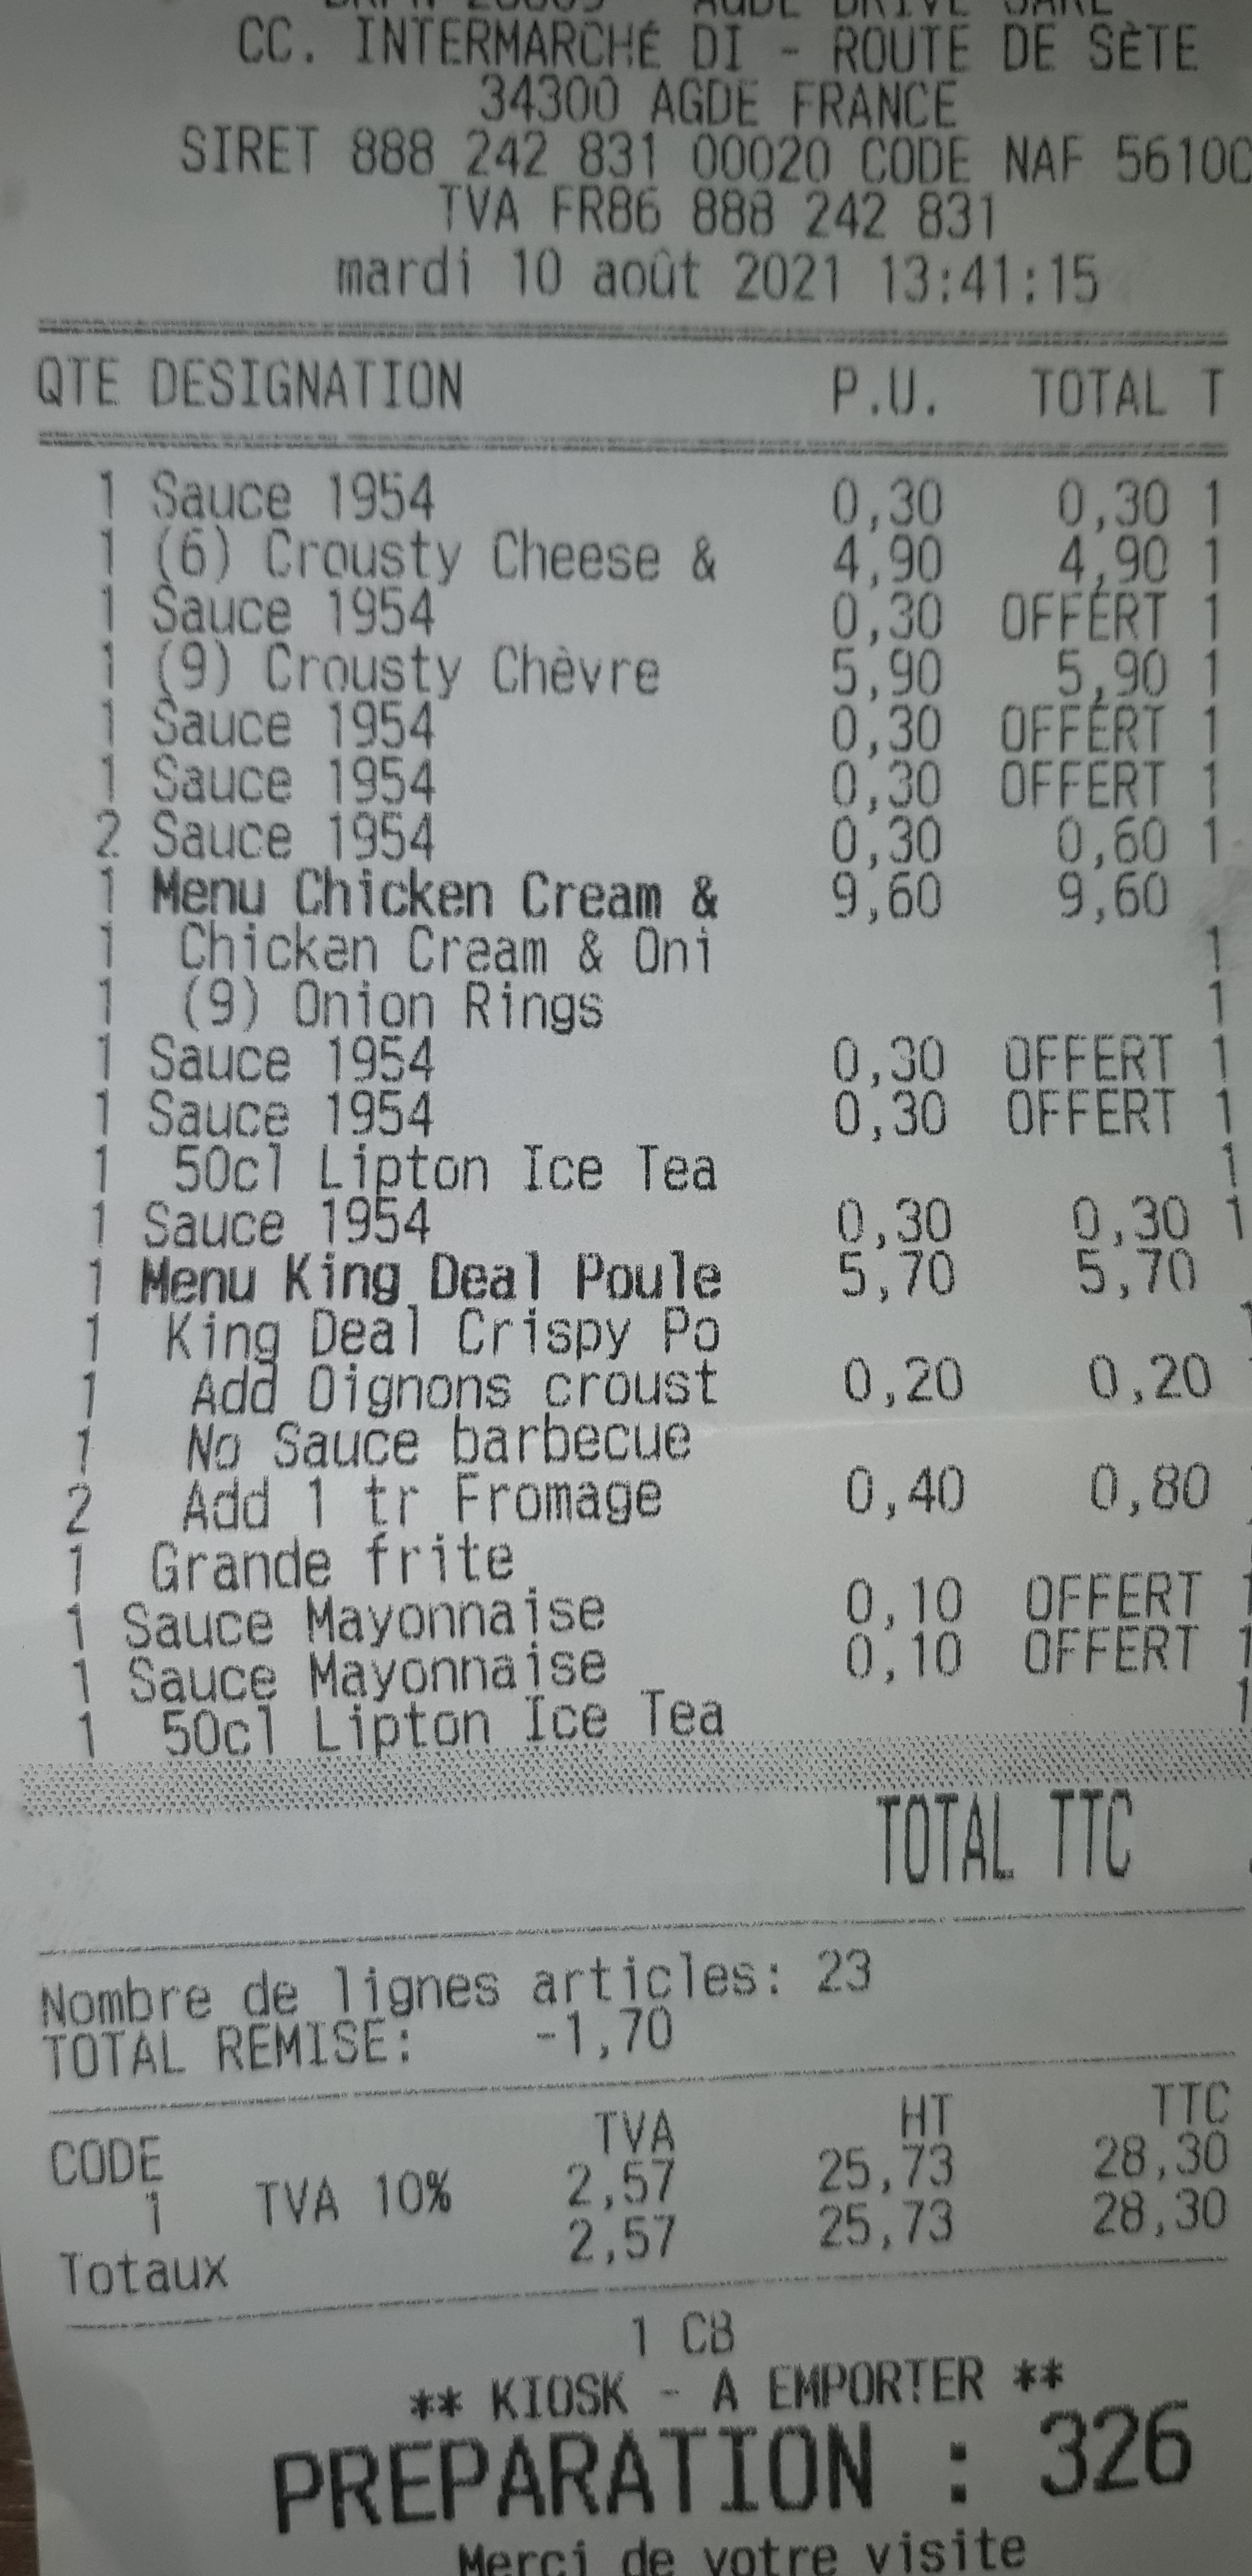 CC. INTERMARCHÉ DI - ROUTE DE SÈTE
34300 AGDE FRANCE
SIRET 888 242 831 00020 CODE NAF 5610C
TVA FR86 888 242 831
mardi 10 août 2021 13:41:15
QTE DESIGNATION P.U. TOTAL T
1 Sauce 1954 0,30 0,30 1
1 (6) Crousty Cheese & 4,90 4,90 1
1 Sauce 1954 0,30 OFFERT 1
1 (9) Crousty Chèvre 5,90 5,90 1
1 Sauce 1954 0,30 OFFERT 1
1 Sauce 1954 0,30 OFFERT 1
2 Sauce 1954 0,30 0,60 1
1 Menu Chicken Cream & 9,60 9,60
1 Chicken Cream & Oni 1
1 (9) Onion Rings 1
1 Sauce 1954 0,30 OFFERT 1
1 Sauce 1954 0,30 OFFERT 1
1 50cl Lipton Ice Tea 1
1 Sauce 1954 0,30 0,30 1
1 Menu King Deal Poule 5,70 5,70
1 King Deal Crispy Po
1 Add Oignons croust 0,20 0,20
1 No Sauce barbecue
2 Add 1 tr Fromage 0,40 0,80
1 Grande frite
1 Sauce Mayonnaise 0,10 OFFERT 1
1 Sauce Mayonnaise 0,10 OFFERT 1
1 50cl Lipton Ice Tea 1
TOTAL TTC
Nombre de lignes articles: 23
TOTAL REMISE: -1,70
CODE TVA HT TTC
1 TVA 10% 2,57 25,73 28,30
Totaux 2,57 25,73 28,30
1 CB
** KIOSK - A EMPORTER **
PREPARATION : 326
Merci de votre visite